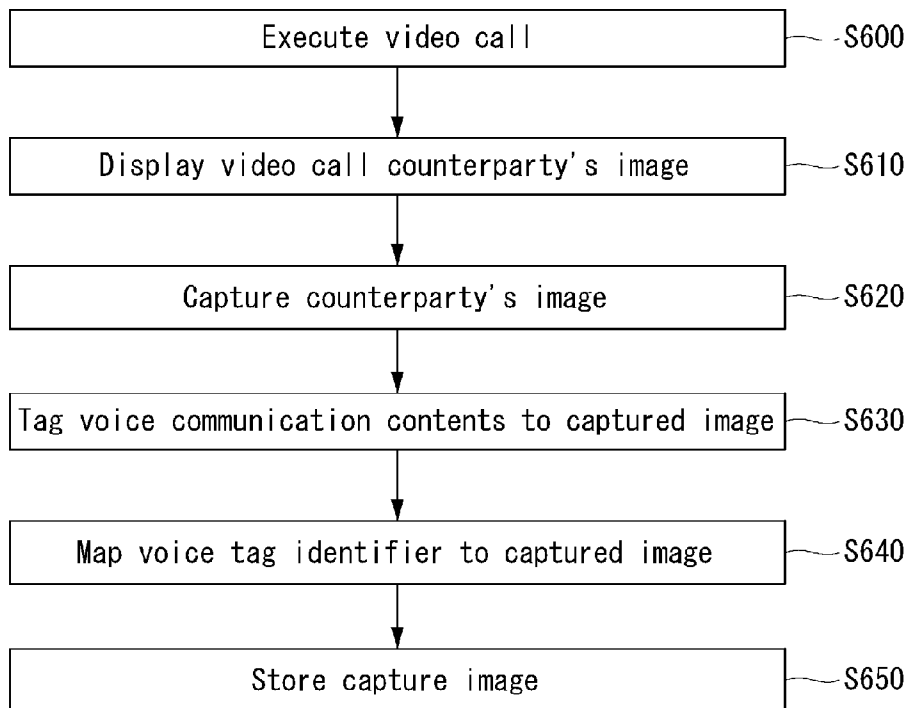 Execute video call S600
Display video call counterparty's image S610
Capture counterparty's image S620
Tag voice communication contents to captured image S630
Map voice tag identifier to captured image S640
Store capture image S650